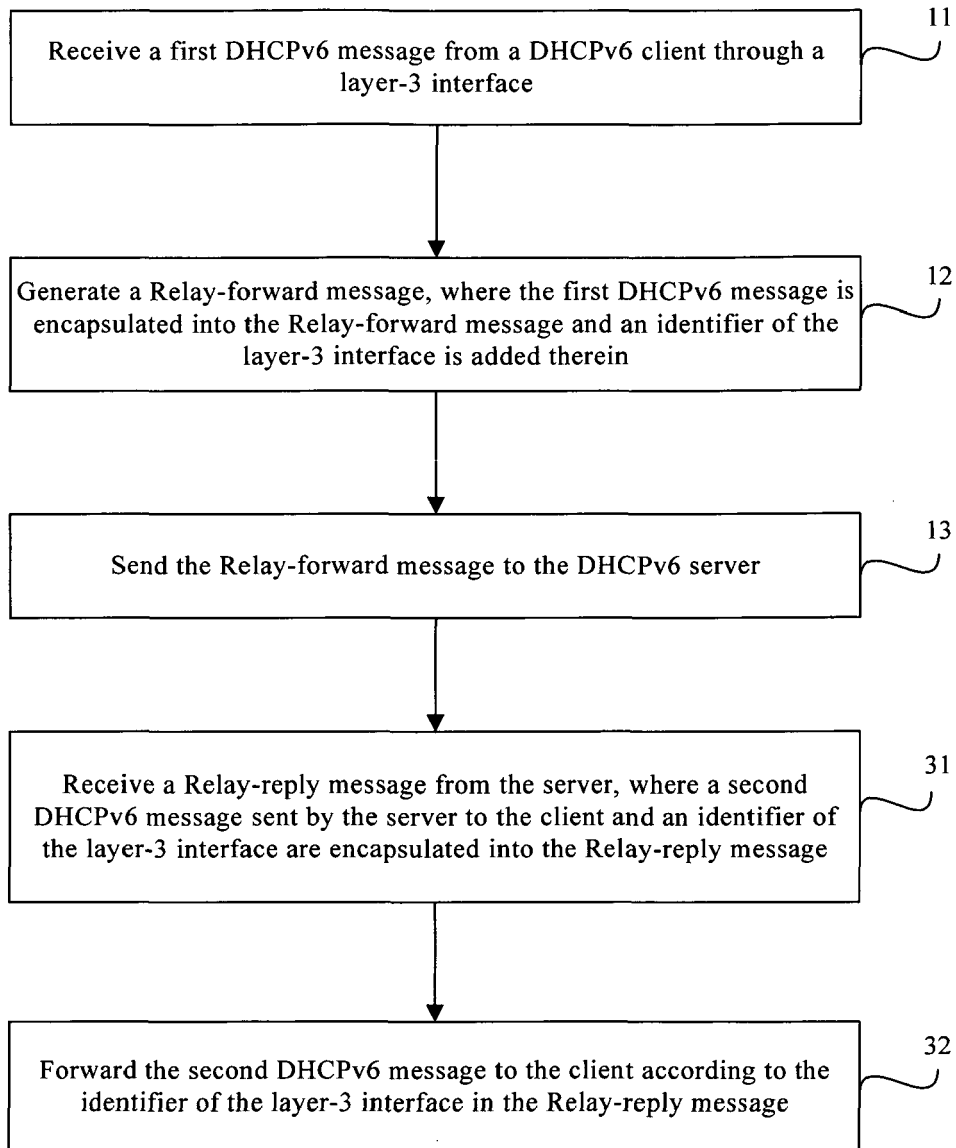 11
Receive a first DHCPv6 message from a DHCPv6 client through a
layer-3 interface
12
Generate a Relay-forward message, where the first DHCPv6 message is
encapsulated into the Relay-forward message and an identifier of the
layer-3 interface is added therein
13
Send the Relay-forward message to the DHCPv6 server
31
Receive a Relay-reply message from the server, where a second
DHCPv6 message sent by the server to the client and an identifier of
the layer-3 interface are encapsulated into the Relay-reply message
32
Forward the second DHCPv6 message to the client according to the
identifier of the layer-3 interface in the Relay-reply message